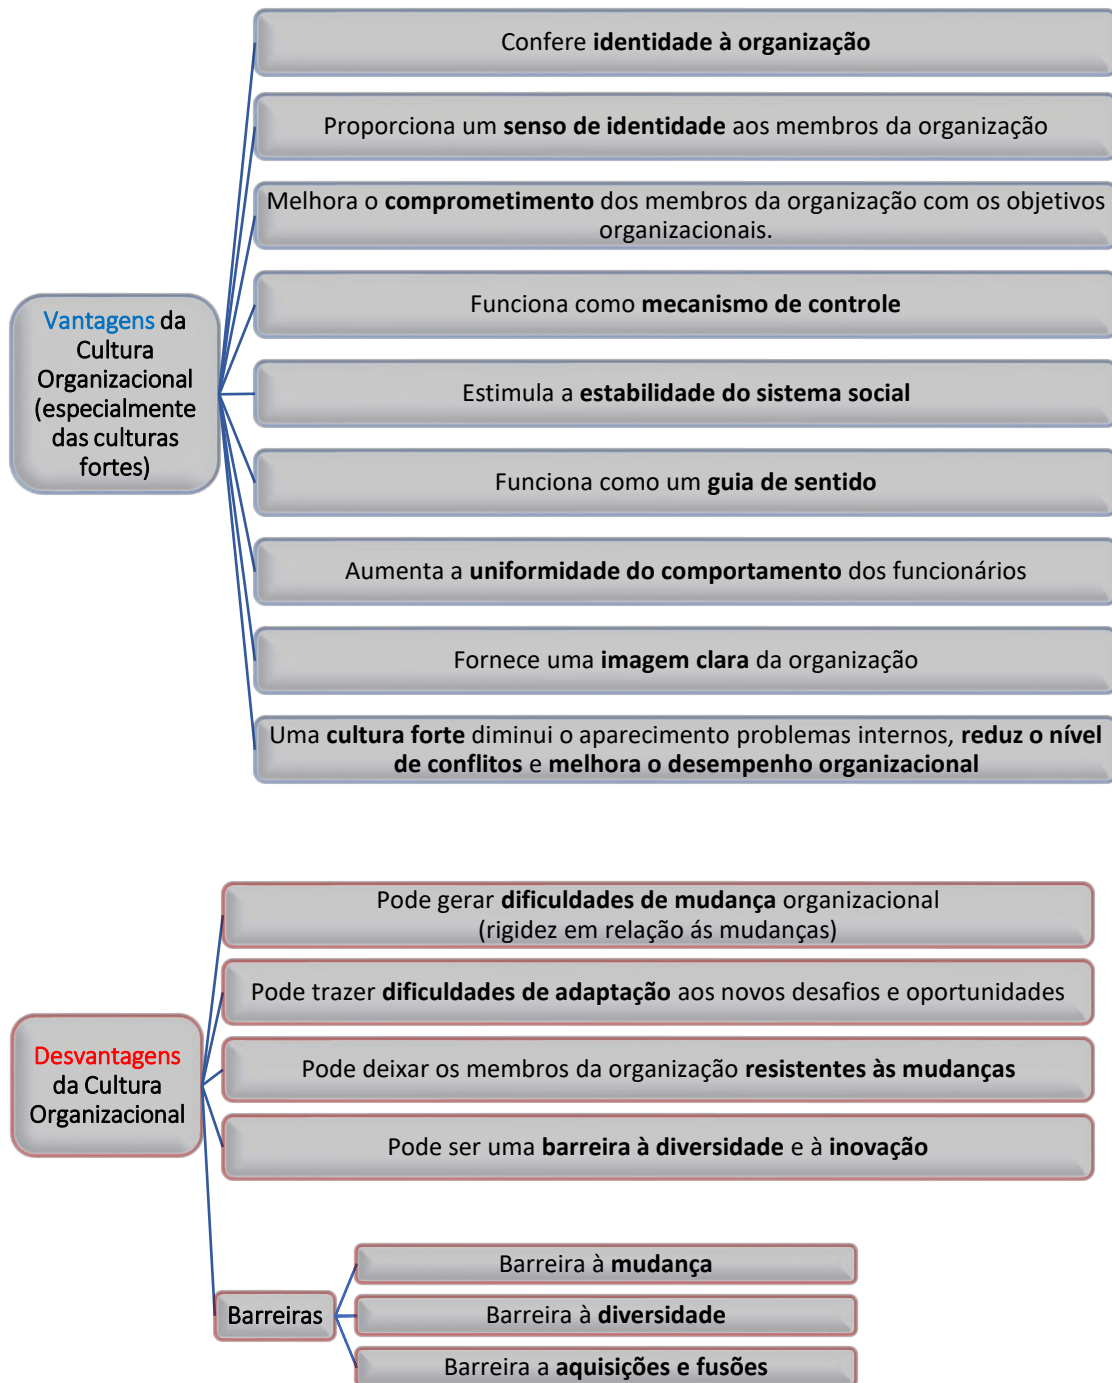 Confere identidade à organização
Proporciona um senso de identidade aos membros da organização
Melhora o comprometimento dos membros da organização com os objetivos
organizacionais.
Funciona como mecanismo de controle
Vantagens da
Cultura
Organizacional
(especialmente
das culturas
fortes)
Estimula a estabilidade do sistema social
Funciona como um guia de sentido
Aumenta a uniformidade do comportamento dos funcionários
Fornece uma imagem clara da organização
Uma cultura forte diminui o aparecimento problemas internos, reduz o nível
de conflitos e melhora o desempenho organizacional
Pode gerar dificuldades de mudança organizacional
(rigidez em relação ás mudanças)
Pode trazer dificuldades de adaptação aos novos desafios e oportunidades
Desvantagens
da Cultura
Organizacional
Pode deixar os membros da organização resistentes às mudanças
Pode ser uma barreira à diversidade e à inovação
Barreiras
Barreira à mudança
Barreira à diversidade
Barreira a aquisições e fusões